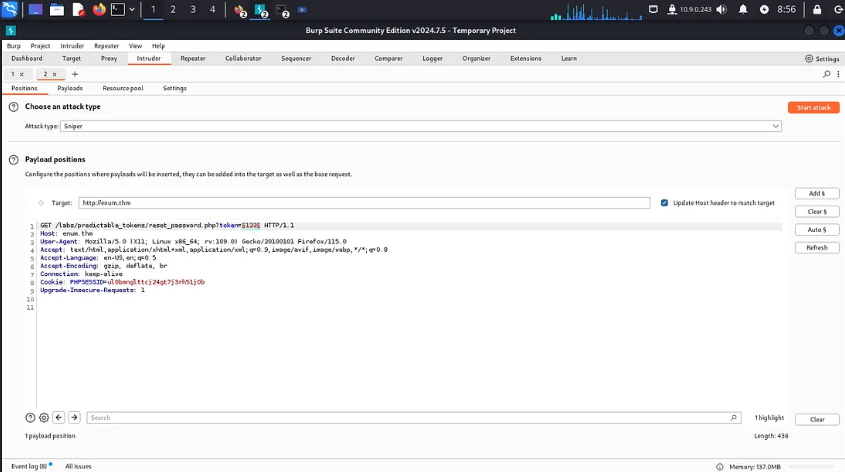 1 2 3 4 10.9.0.243 8:56
Burp Suite Community Edition v2024.7.5 - Temporary Project
Burp Project Intruder Repeater View Help
Dashboard Target Proxy Intruder Repeater Collaborator Sequencer Decoder Comparer Logger Organizer Extensions Learn Settings
1 × 2 × +
Positions Payloads Resource pool Settings
Choose an attack type
Start attack
Attack type: Sniper
Payload positions
Configure the positions where payloads will be inserted, they can be added into the target as well as the base request.
Target: http://enum.thm Update Host header to match target
Add §
Clear §
Auto §
Refresh
1 GET /labs/predictable_tokens/reset_password.php?token=§123§ HTTP/1.1
2 Host: enum.thm
3 User-Agent: Mozilla/5.0 (X11; Linux x86_64; rv:109.0) Gecko/20100101 Firefox/115.0
4 Accept: text/html,application/xhtml+xml,application/xml;q=0.9,image/avif,image/webp,*/*;q=0.8
5 Accept-Language: en-US,en;q=0.5
6 Accept-Encoding: gzip, deflate, br
7 Connection: keep-alive
8 Cookie: PHPSESSID=
9 Upgrade-Insecure-Requests: 1
10
11
Search 1 highlight Clear
1 payload position Length: 436
Event log (8) All issues Memory: 137.0MB